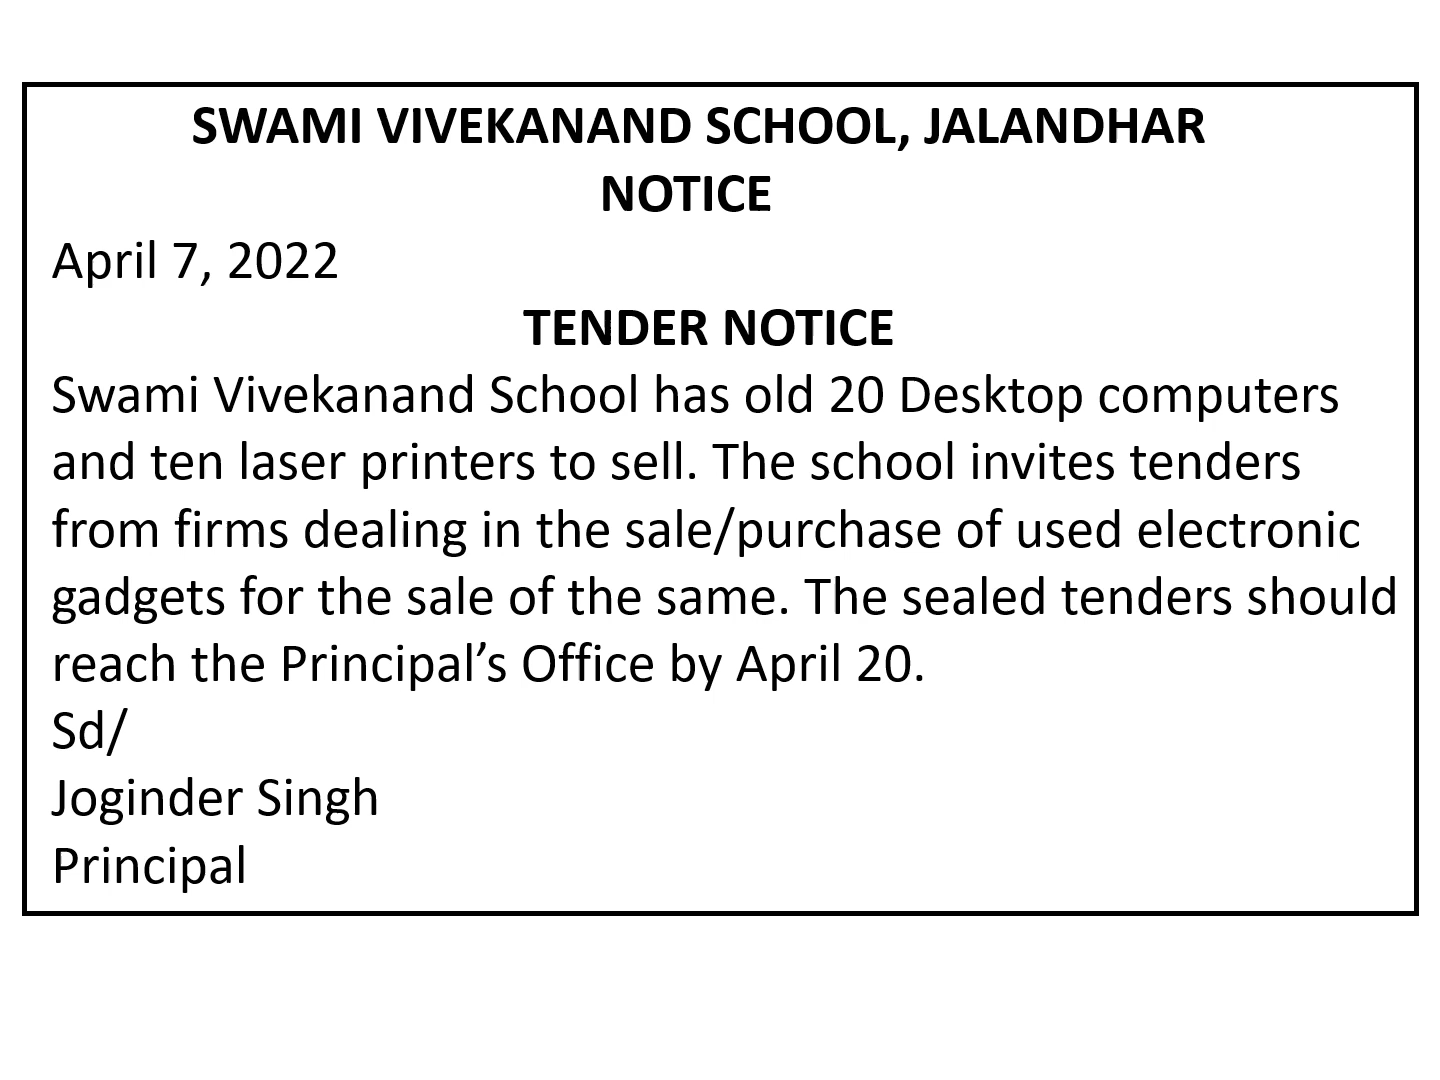 SWAMI VIVEKANAND SCHOOL, JALANDHAR
NOTICE
April 7, 2022
TENDER NOTICE
Swami Vivekanand School has old 20 Desktop computers
and ten laser printers to sell. The school invites tenders
from firms dealing in the sale/purchase of used electronic
gadgets for the sale of the same. The sealed tenders should
reach the Principal’s Office by April 20.
Sd/
Joginder Singh
Principal